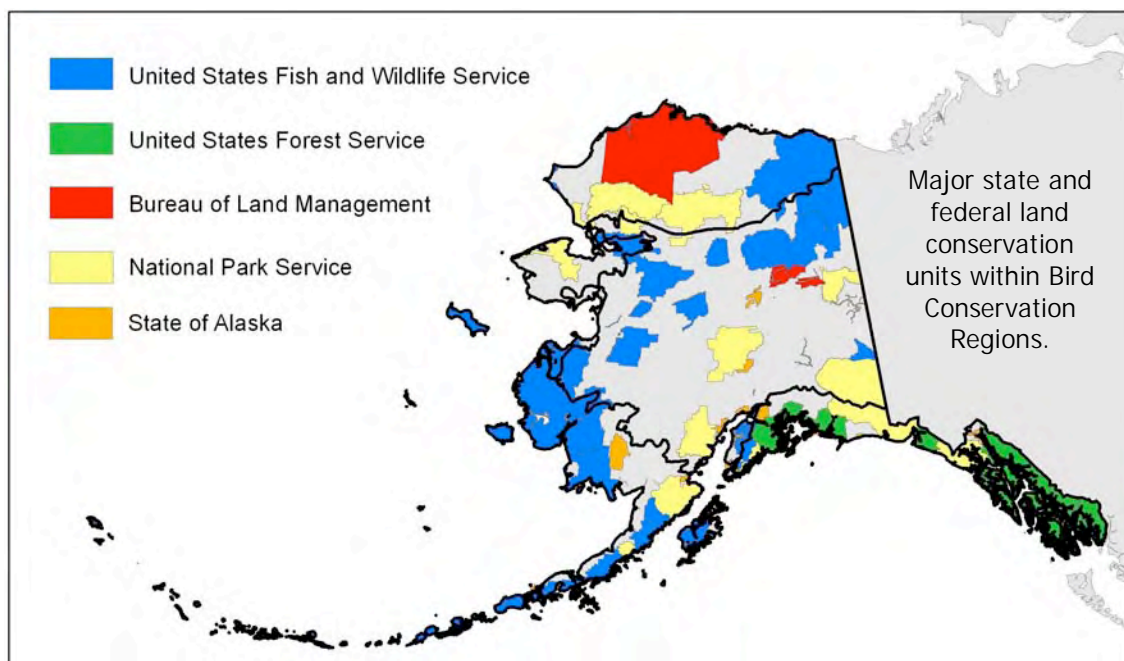 United States Fish and Wildlife Service
United States Forest Service
Bureau of Land Management
National Park Service
State of Alaska
Major state and
federal land
conservation
units within Bird
Conservation
Regions.